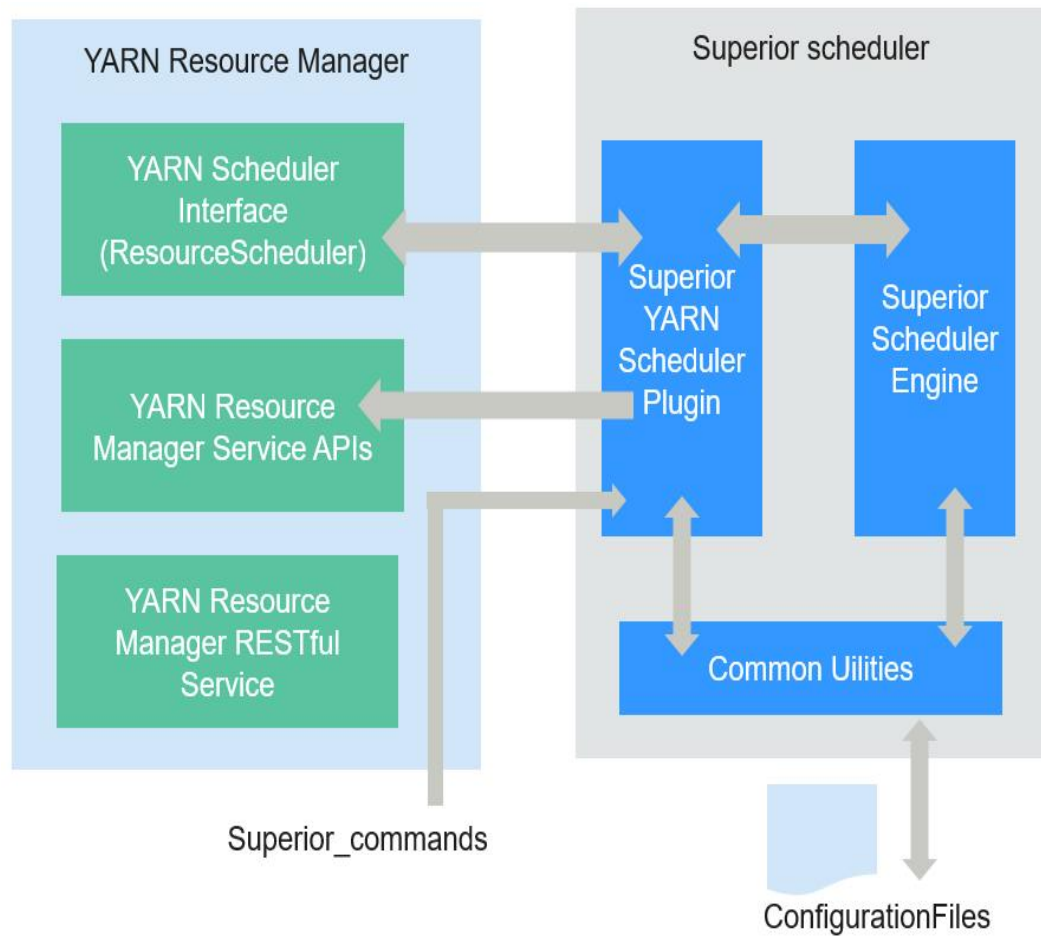 YARN Resource Manager
YARN Scheduler
Interface
(ResourceScheduler)
YARN Resource
Manager Service APIs
YARN Resource
Manager RESTful
Service
Superior_commands
Superior scheduler
Superior
YARN
Scheduler
Plugin
Superior
Scheduler
Engine
Common Uilities
ConfigurationFiles